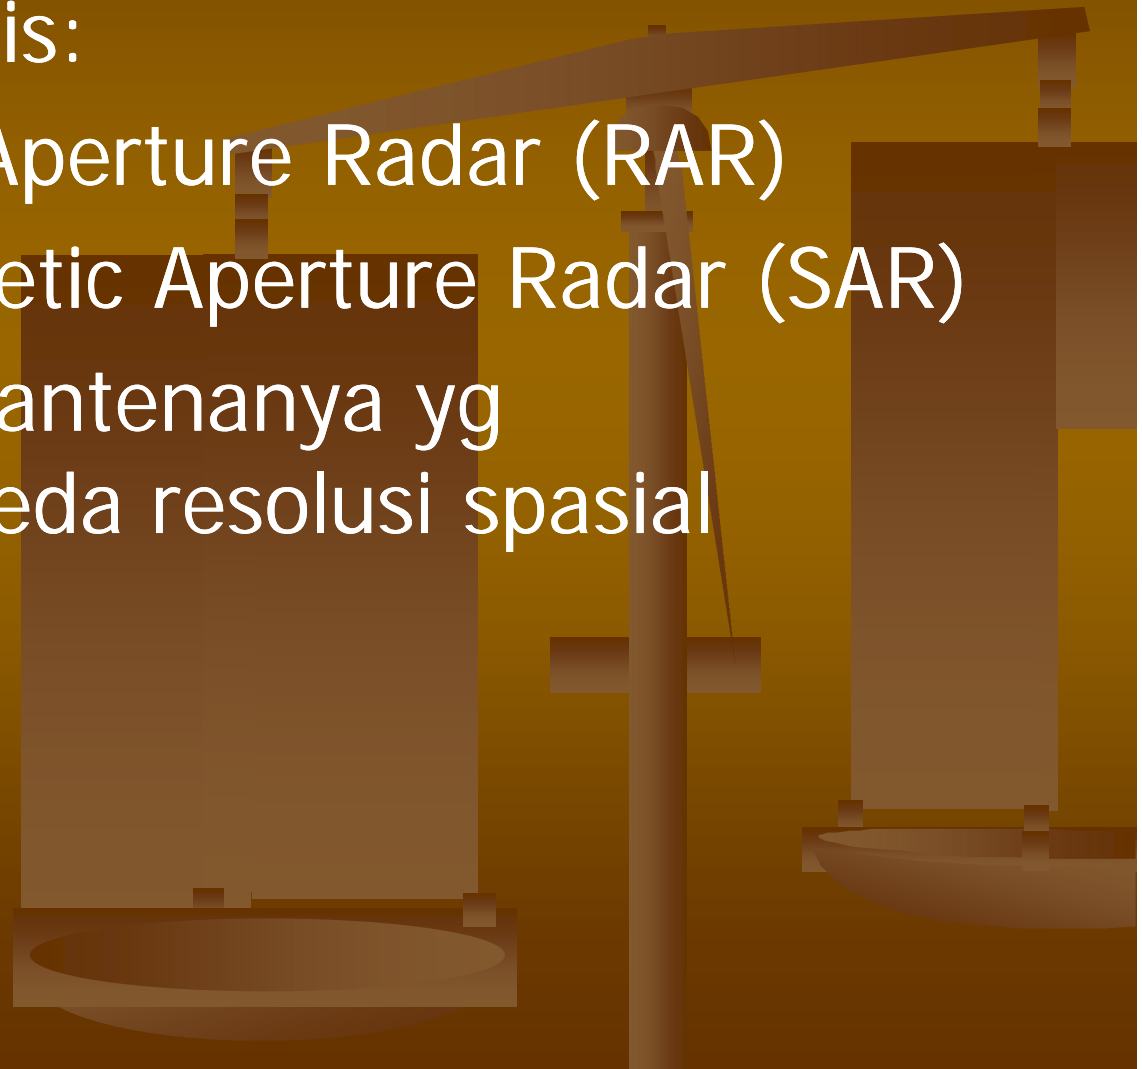 is:
Aperture Radar (RAR)
etic Aperture Radar (SAR)
antenanya yg
eda resolusi spasial